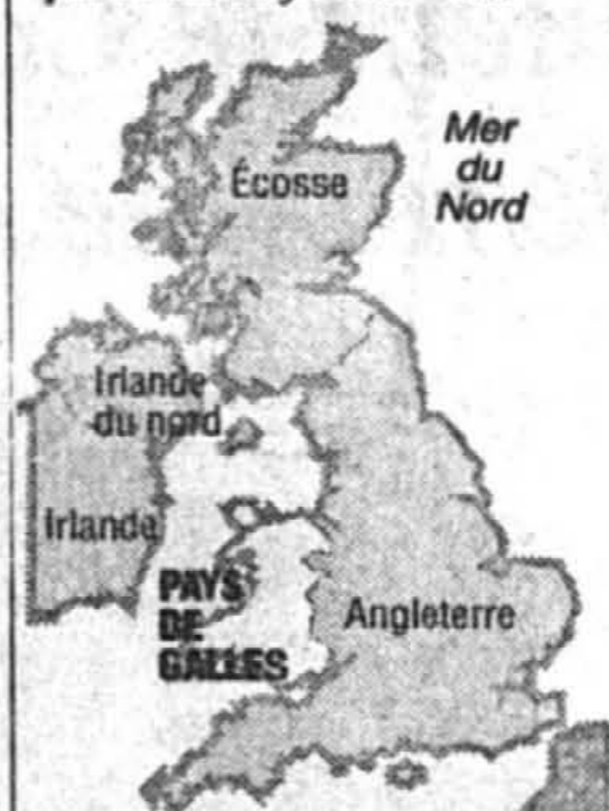 Écosse
Mer
du
Nord
Irlande
du nord
Irlande
PAYS
DE
GALLES
Angleterre